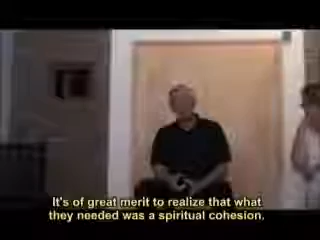 It's of great merit to realize that what
they needed was a spiritual cohesion.